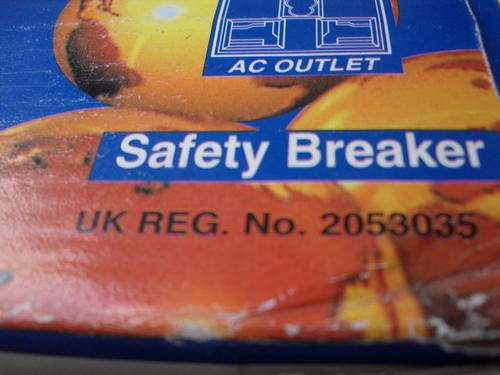 AC OUTLET
Safety Breaker
UK REG. No. 2053035